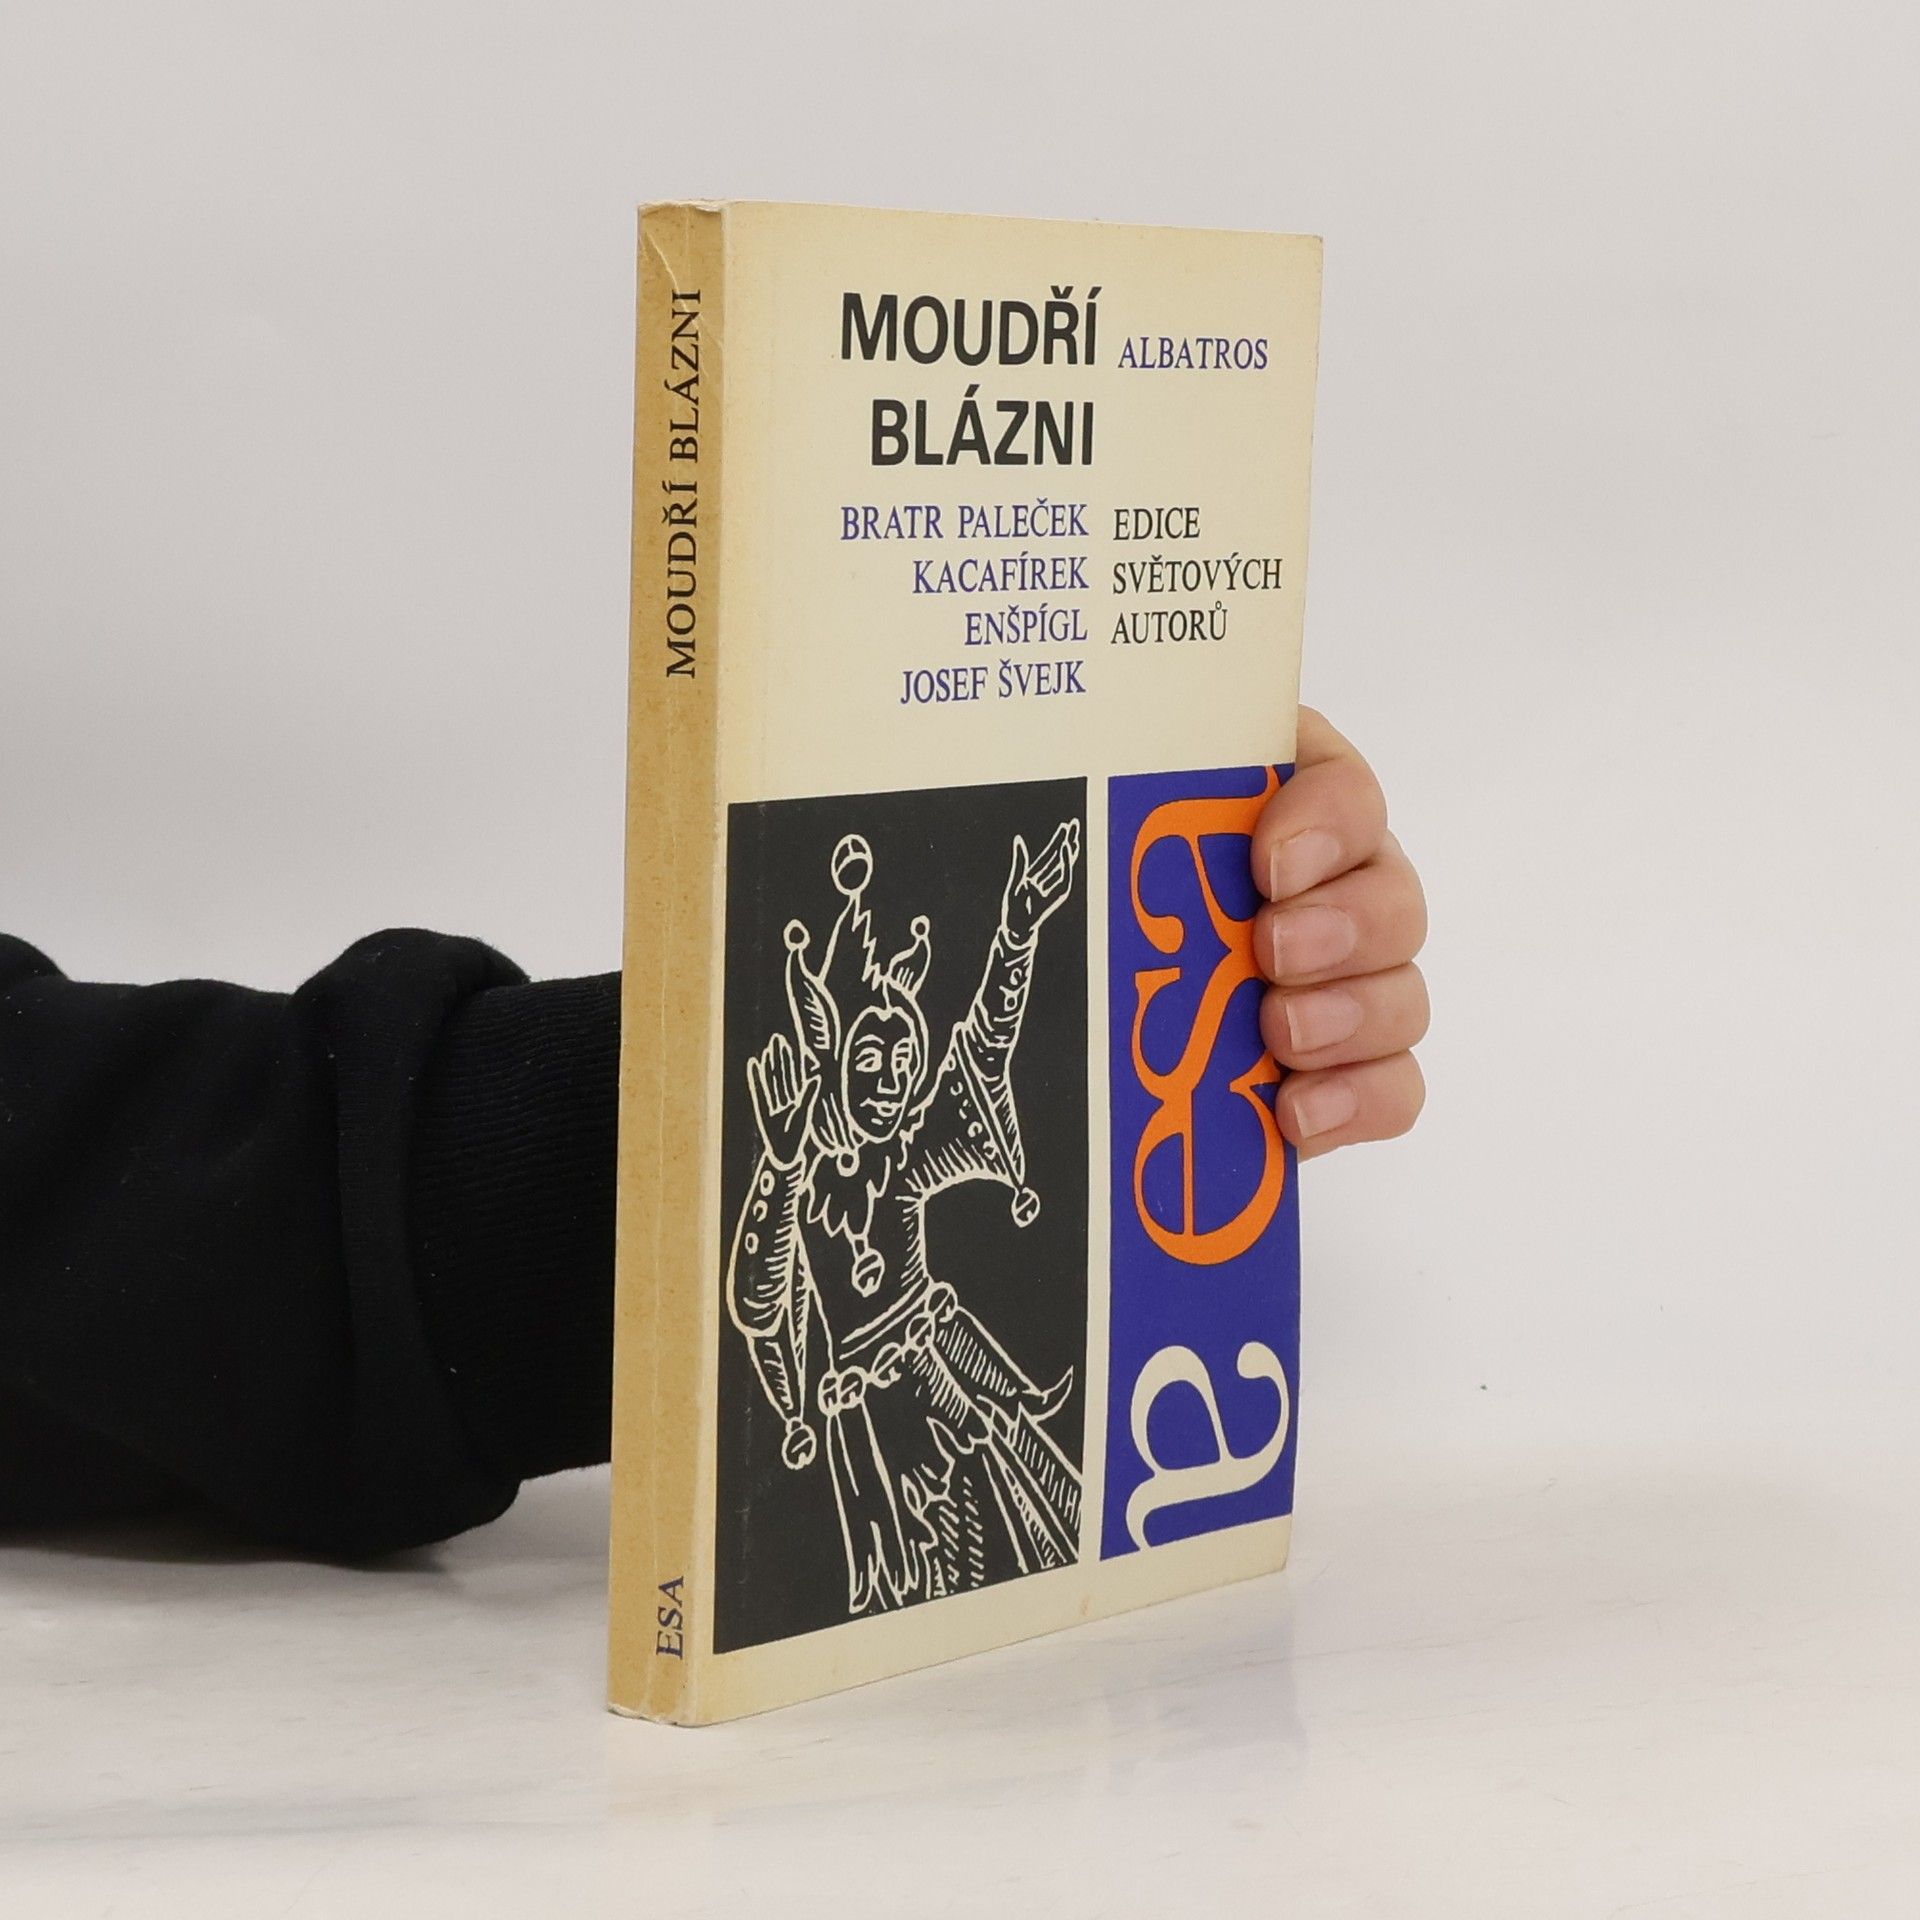 MOUDŘÍ BLÁZNI
ESA
MOUDŘÍ
BLÁZNI
ALBATROS
BRATR PALEČEK
KACAFÍREK
ENŠPÍGL
JOSEF ŠVEJK
EDICE
SVĚTOVÝCH
AUTORŮ
a esa